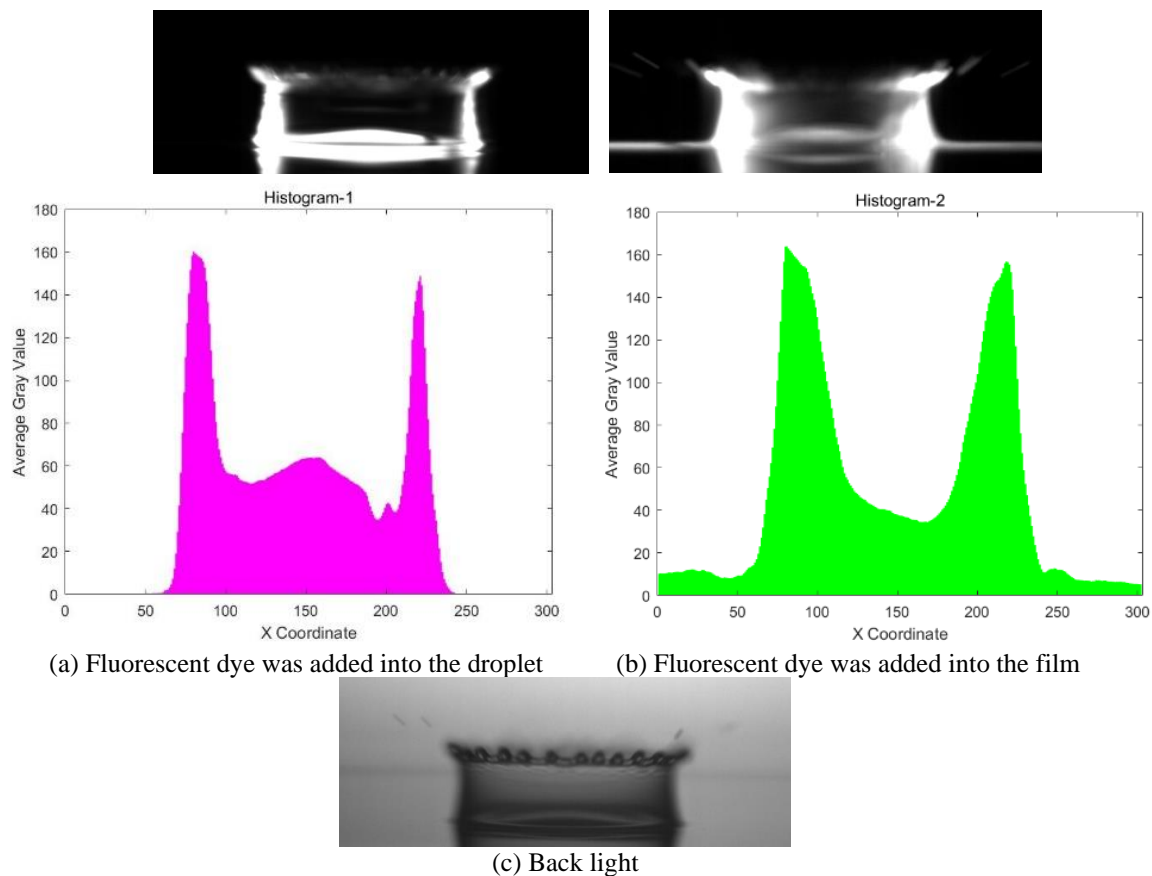 Histogram-1
180
160
140
120
100
80
60
40
20
0
Average Gray Value
0 50 100 150 200 250 300
X Coordinate
(a) Fluorescent dye was added into the droplet
Histogram-2
180
160
140
120
100
80
60
40
20
0
Average Gray Value
0 50 100 150 200 250 300
X Coordinate
(b) Fluorescent dye was added into the film
(c) Back light